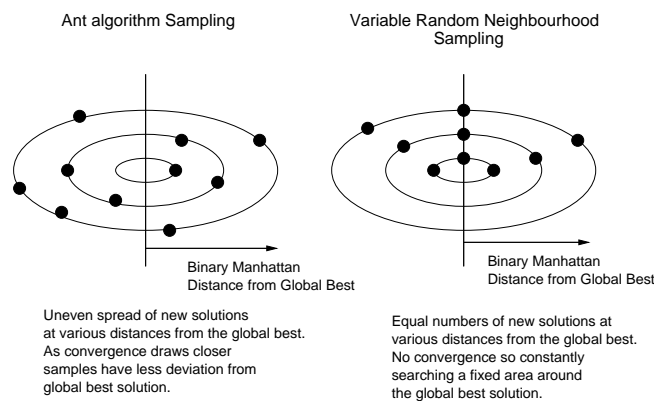 Ant algorithm Sampling
Variable Random Neighbourhood
Sampling
Binary Manhattan
Distance from Global Best
Binary Manhattan
Distance from Global Best
Uneven spread of new solutions
at various distances from the global best.
As convergence draws closer
samples have less deviation from
global best solution.
Equal numbers of new solutions at
various distances from the global best.
No convergence so constantly
searching a fixed area around
the global best solution.